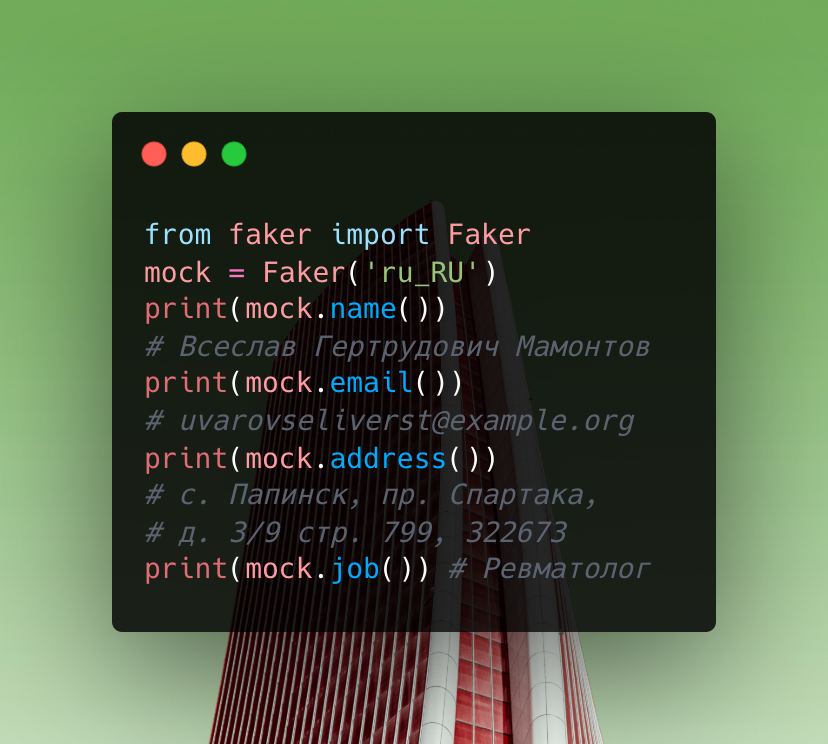 from faker import Faker
mock = Faker('ru_RU')
print(mock.name())
# Всеслав Гертрудович Мамонтов
print(mock.email())
# uvarovseliverst@example.org
print(mock.address())
# с. Папинск, пр. Спартака,
# д. 3/9 стр. 799, 322673
print(mock.job()) # Ревматолог